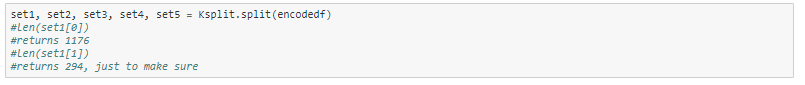 set1, set2, set3, set4, set5 = Ksplit.split(encodedf)
#len(set1[0])
#returns 1176
#len(set1[1])
#returns 294, just to make sure